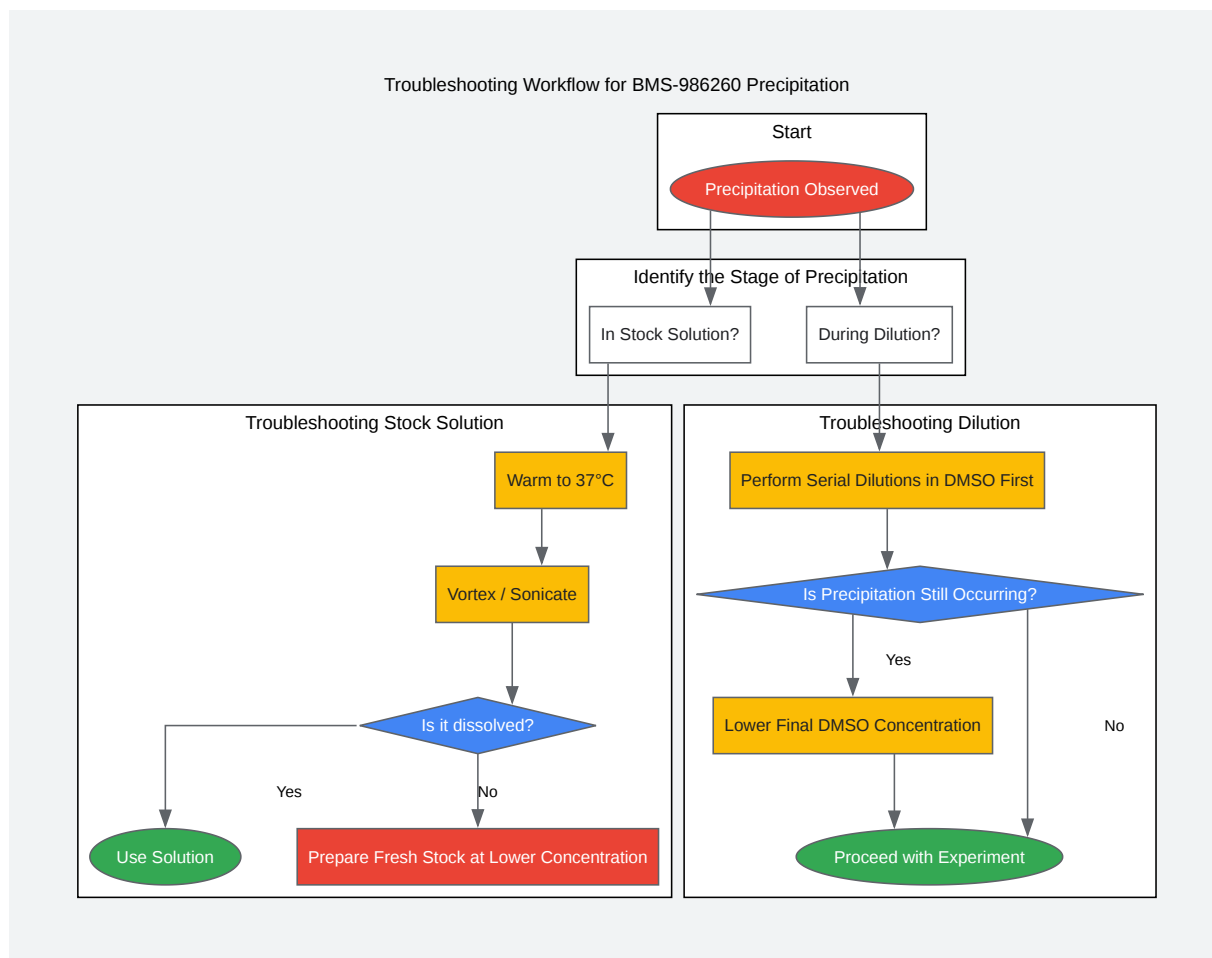 Troubleshooting Workflow for BMS-986260 Precipitation
Start
Precipitation Observed
Identify the Stage of Precipitation
In Stock Solution?
During Dilution?
Troubleshooting Stock Solution
Warm to 37°C
Vortex / Sonicate
Is it dissolved?
Yes
No
Use Solution
Prepare Fresh Stock at Lower Concentration
Troubleshooting Dilution
Perform Serial Dilutions in DMSO First
Is Precipitation Still Occurring?
Yes
Lower Final DMSO Concentration
No
Proceed with Experiment